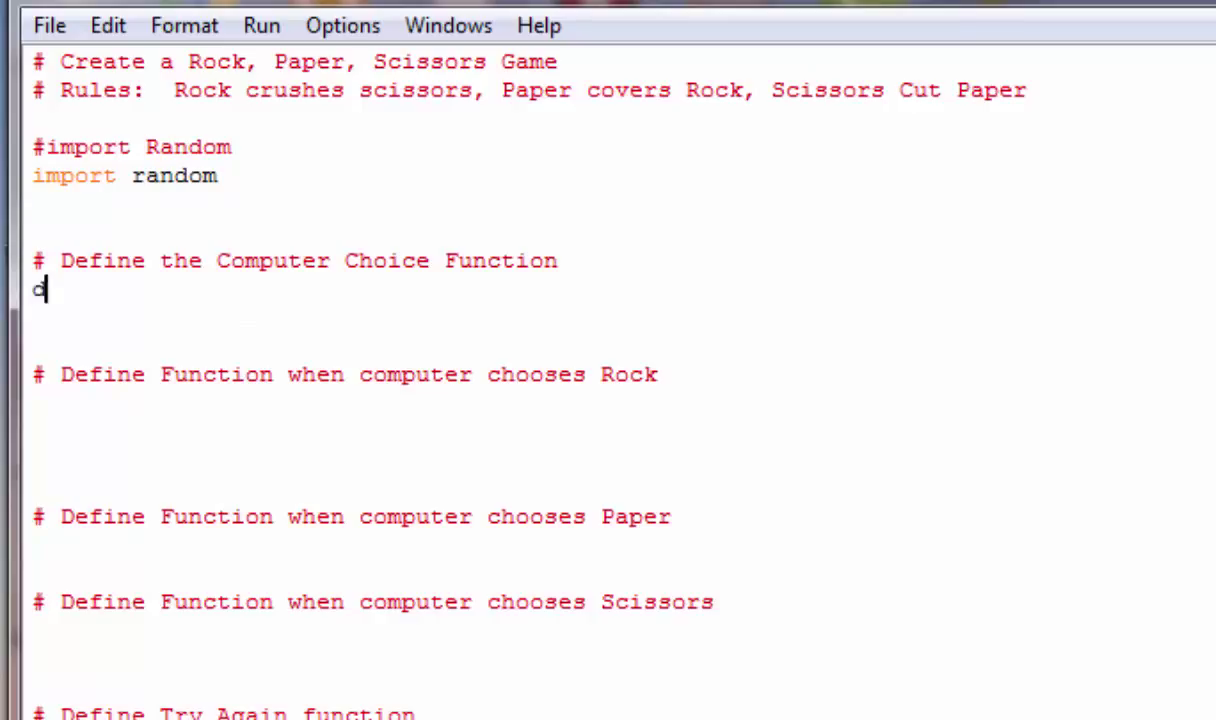 File Edit Format Run Options Windows Help
# Create a Rock, Paper, Scissors Game
# Rules:  Rock crushes scissors, Paper covers Rock, Scissors Cut Paper
#import Random
import random
# Define the Computer Choice Function
d
# Define Function when computer chooses Rock
# Define Function when computer chooses Paper
# Define Function when computer chooses Scissors
# Define Try Again function